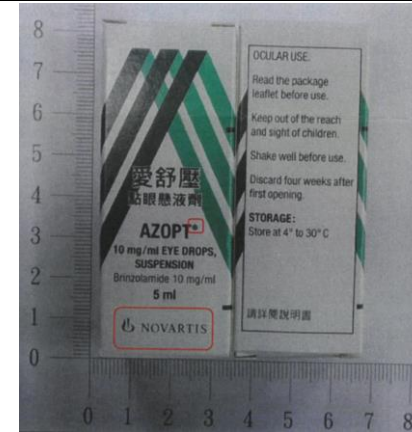 8
7
6
5
4
3
2
1
0
愛舒壓
點眼懸液劑
AZOPT®
10 mg/ml EYE DROPS,
SUSPENSION
Brinzolamide 10 mg/ml
5 ml
NOVARTIS
OCULAR USE.
Read the package
leaflet before use.
Keep out of the reach
and sight of children.
Shake well before use.
Discard four weeks after
first opening.
STORAGE:
Store at 4° to 30° C
請詳閱說明書
0 1 2 3 4 5 6 7 8